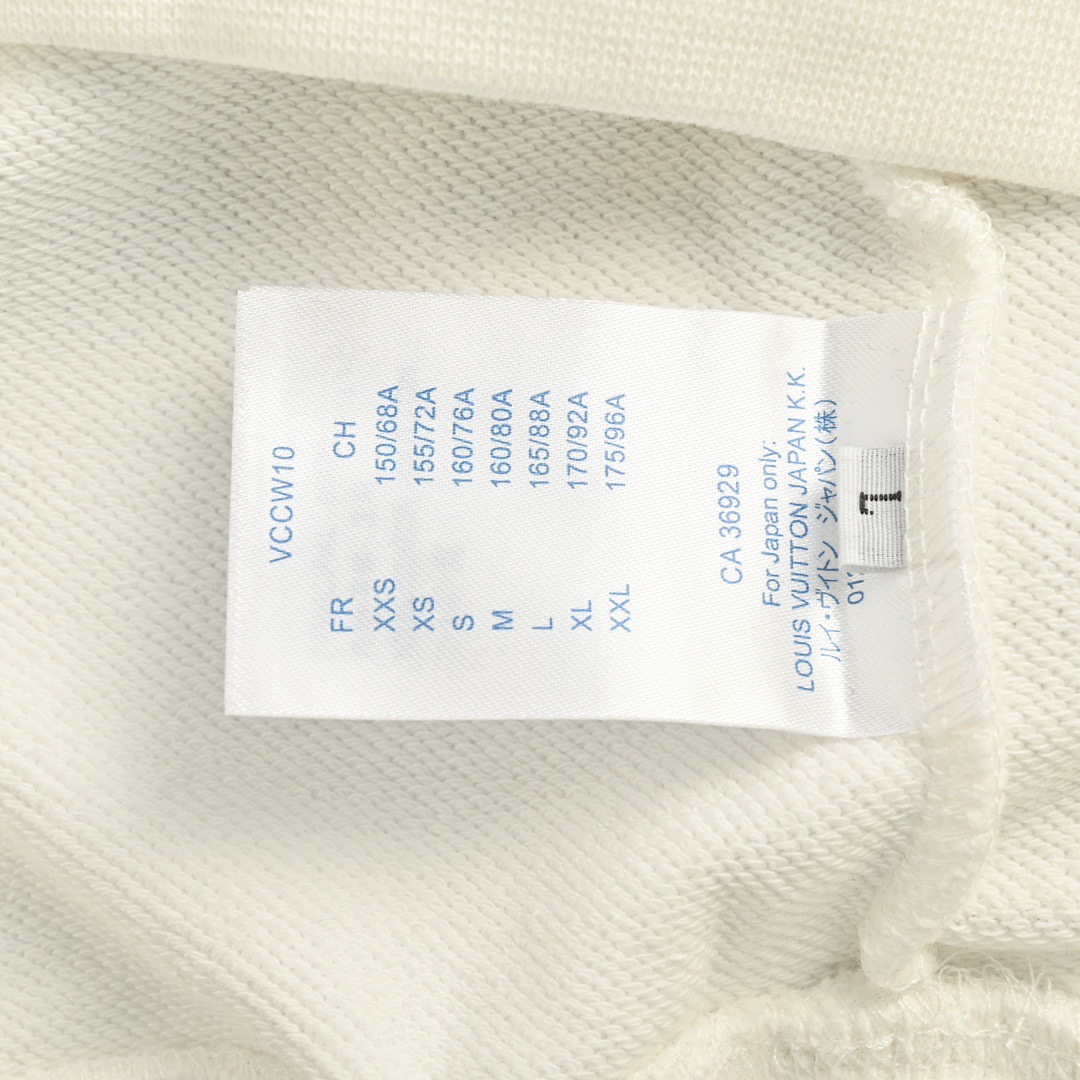 VCCW10
FR CH
XXS 150/68A
XS 155/72A
S 160/76A
M 160/80A
L 165/88A
XL 170/92A
XXL 175/96A
CA 36929
For Japan only:
LOUIS VUITTON JAPAN K.K.
ルイ・ヴィトン ジャパン(株)
L